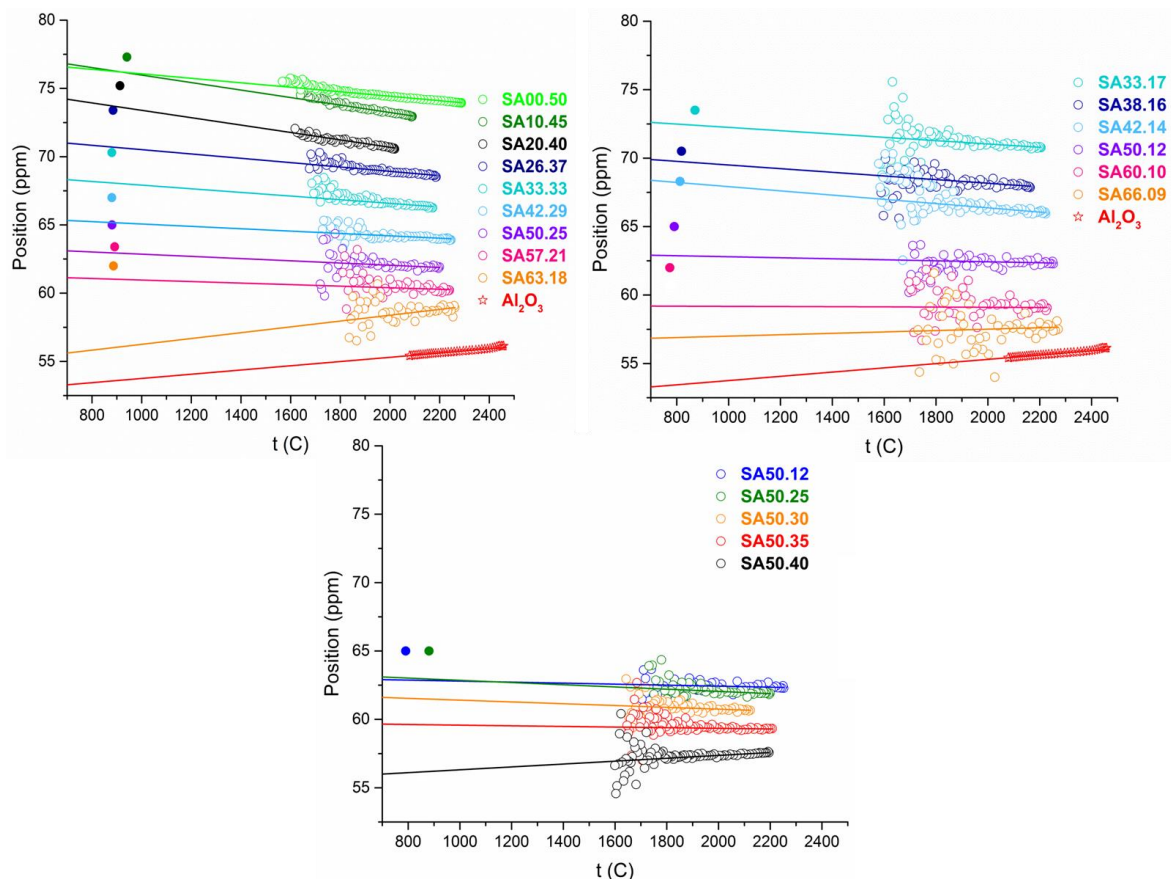 80
75
70
65
60
55
Position (ppm)
800 1000 1200 1400 1600 1800 2000 2200 2400
t (C)
SA00.50
SA10.45
SA20.40
SA26.37
SA33.33
SA42.29
SA50.25
SA57.21
SA63.18
Al₂O₃
80
75
70
65
60
55
Position (ppm)
800 1000 1200 1400 1600 1800 2000 2200 2400
t (C)
SA33.17
SA38.16
SA42.14
SA50.12
SA60.10
SA66.09
Al₂O₃
80
75
70
65
60
55
Position (ppm)
800 1000 1200 1400 1600 1800 2000 2200 2400
t (C)
SA50.12
SA50.25
SA50.30
SA50.35
SA50.40